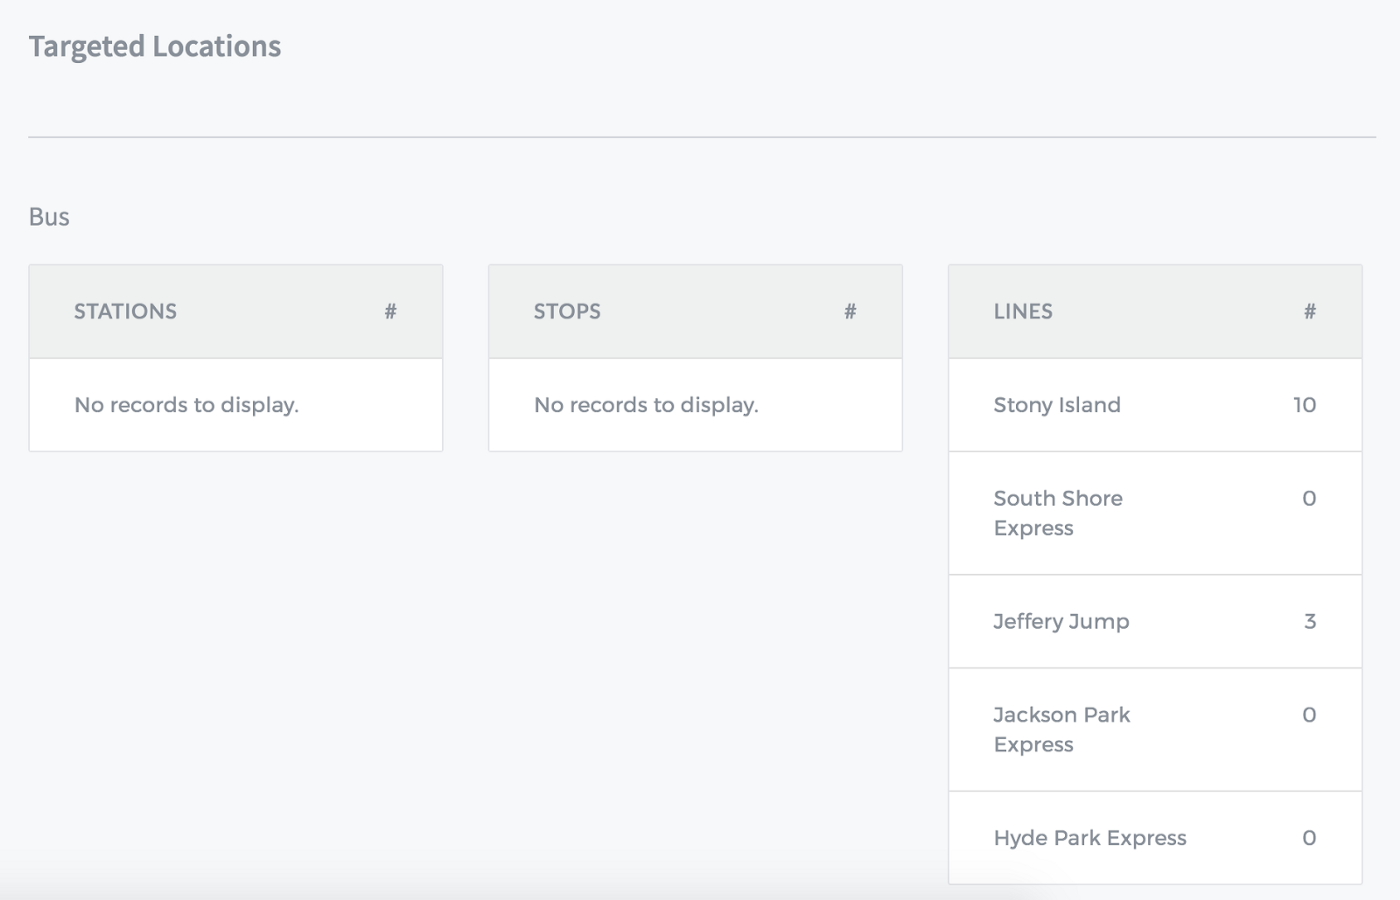 Targeted Locations
Bus
STATIONS #
No records to display.
STOPS #
No records to display.
LINES #
Stony Island 10
South Shore 0
Express
Jeffery Jump 3
Jackson Park 0
Express
Hyde Park Express 0